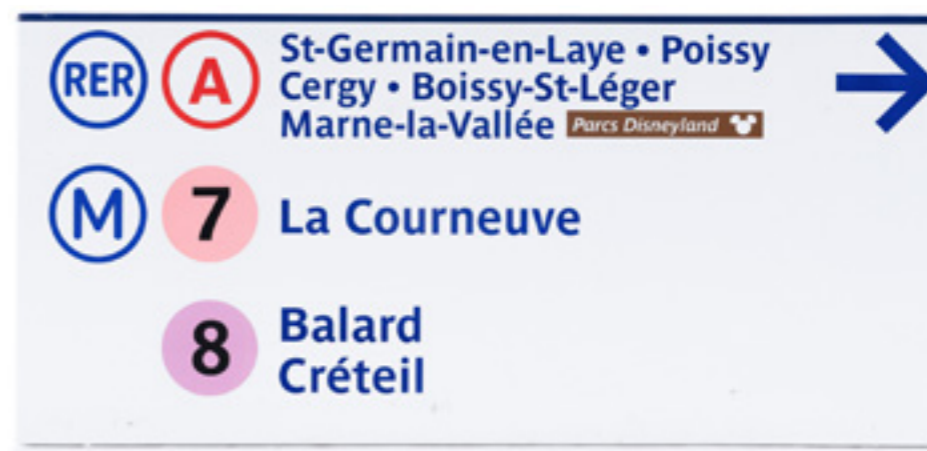 RER A St-Germain-en-Laye • Poissy
Cergy • Boissy-St-Léger
Marne-la-Vallée Parcs Disneyland
M 7 La Courneuve
8 Balard
Créteil